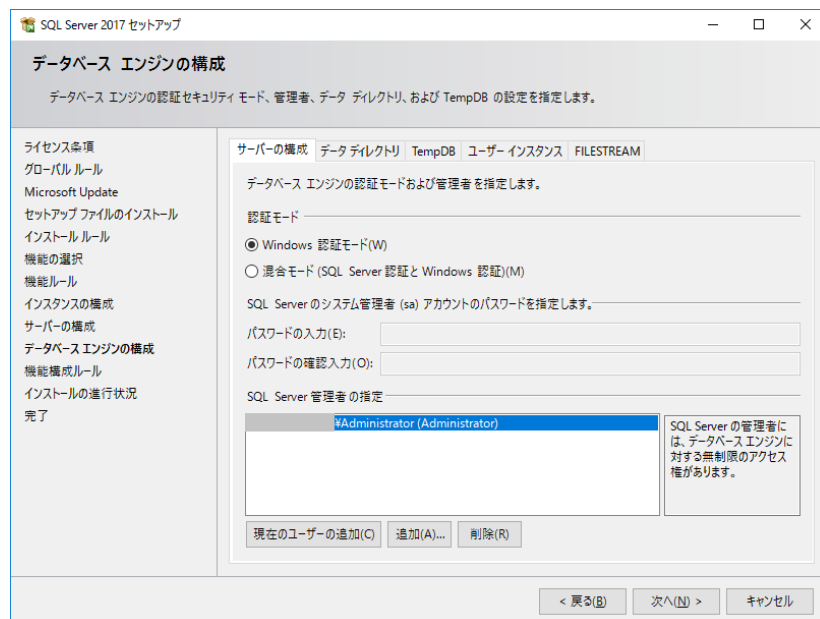 SQL Server 2017 セットアップ
データベース エンジンの構成
データベース エンジンの認証セキュリティ モード、管理者、データ ディレクトリ、および TempDB の設定を指定します。
ライセンス条項
グローバル ルール
Microsoft Update
セットアップ ファイルのインストール
インストール ルール
機能の選択
機能ルール
インスタンスの構成
サーバーの構成
データベース エンジンの構成
機能構成ルール
インストールの進行状況
完了
サーバーの構成 データ ディレクトリ TempDB ユーザー インスタンス FILESTREAM
データベース エンジンの認証モードおよび管理者を指定します。
認証モード
Windows 認証モード(W)
混合モード (SQL Server 認証と Windows 認証)(M)
SQL Server のシステム管理者 (sa) アカウントのパスワードを指定します。
パスワードの入力(E):
パスワードの確認入力(O):
SQL Server 管理者の指定
¥Administrator (Administrator)
SQL Server の管理者に
は、データベース エンジンに
対する無制限のアクセス
権があります。
現在のユーザーの追加(C) 追加(A)... 削除(R)
< 戻る(B) 次へ(N) > キャンセル